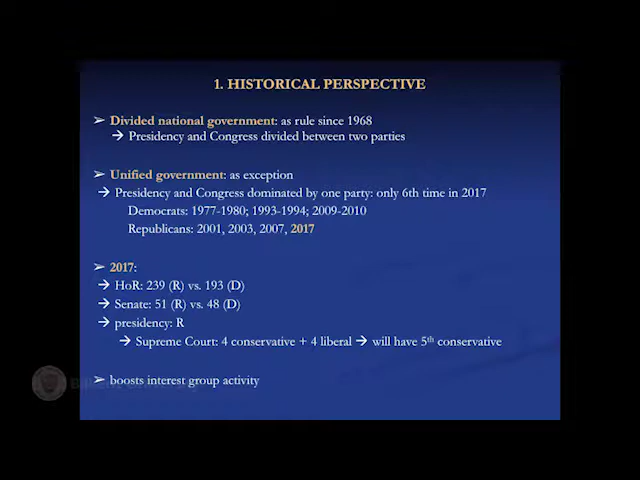 1. HISTORICAL PERSPECTIVE
➢ Divided national government: as rule since 1968
→ Presidency and Congress divided between two parties
➢ Unified government: as exception
→ Presidency and Congress dominated by one party: only 6th time in 2017
Democrats: 1977-1980; 1993-1994; 2009-2010
Republicans: 2001, 2003, 2007, 2017
➢ 2017:
→ HoR: 239 (R) vs. 193 (D)
→ Senate: 51 (R) vs. 48 (D)
→ presidency: R
→ Supreme Court: 4 conservative + 4 liberal → will have 5th conservative
➢ boosts interest group activity